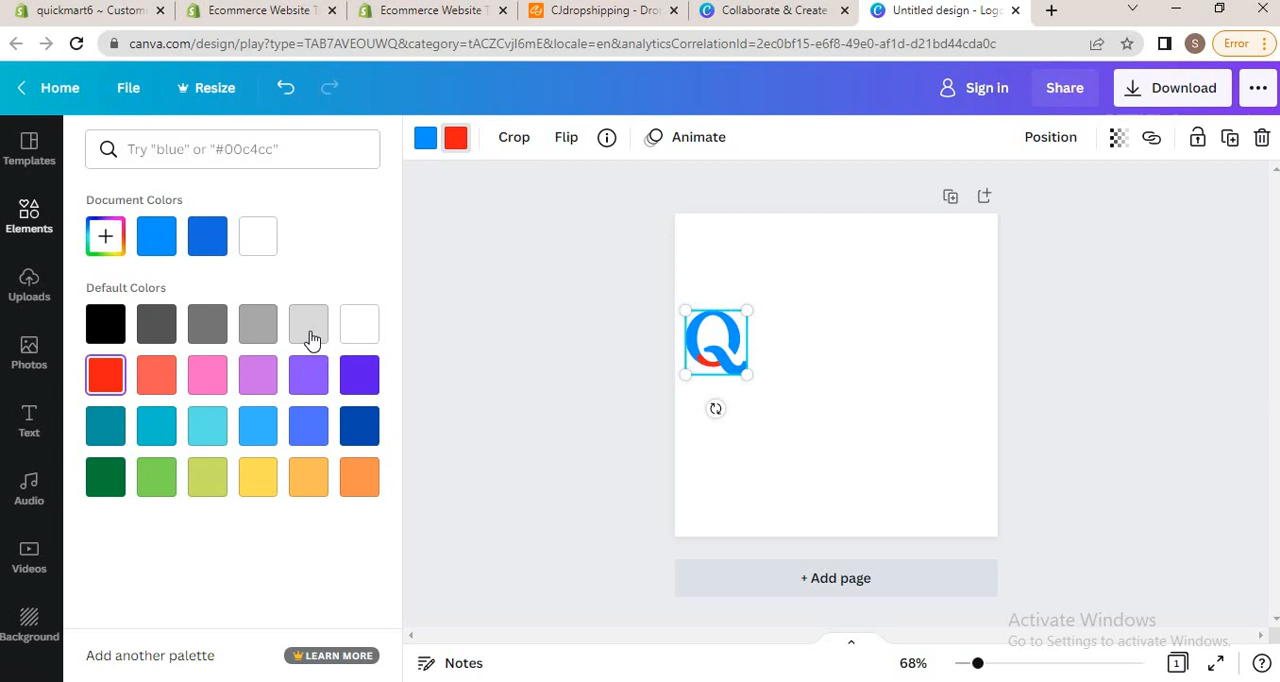 quickmart6 ~ Custom
Ecommerce Website T
Ecommerce Website T
CJdropshipping - Dro
Collaborate & Create
Untitled design - Logo
canva.com/design/play?type=TAB7AVEOUWQ&category=tACZCvjI6mE&locale=en&analyticsCorrelationId=2ec0bf15-e6f8-49e0-af1d-d21bd44cda0c
S
Error
Home
File
Resize
Sign in
Share
Download
Templates
Elements
Uploads
Photos
Text
Audio
Videos
Background
Try "blue" or "#00c4cc"
Document Colors
Default Colors
Add another palette
LEARN MORE
Crop
Flip
Animate
Position
Q
+ Add page
Activate Windows
Go to Settings to activate Windows.
Notes
68%
1